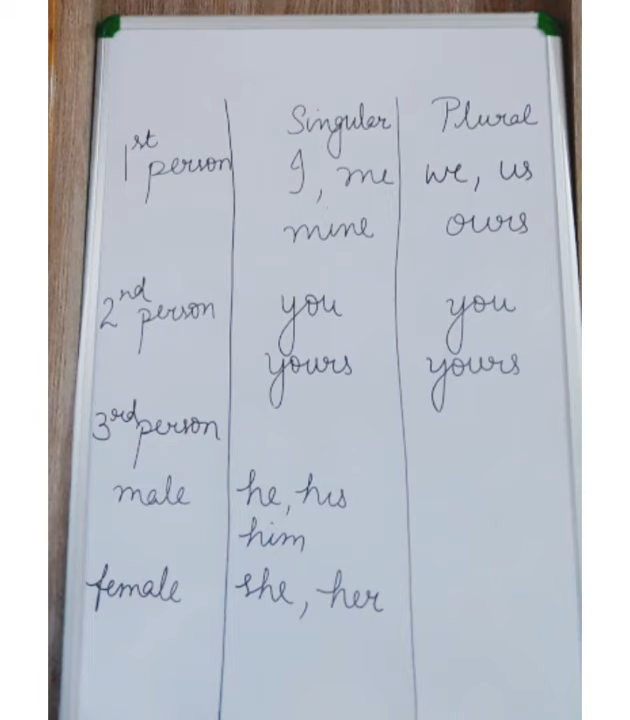 Singular Plural
1st person I, me we, us
mine ours
2nd person you you
yours yours
3rd person
male he, his
him
female she, her